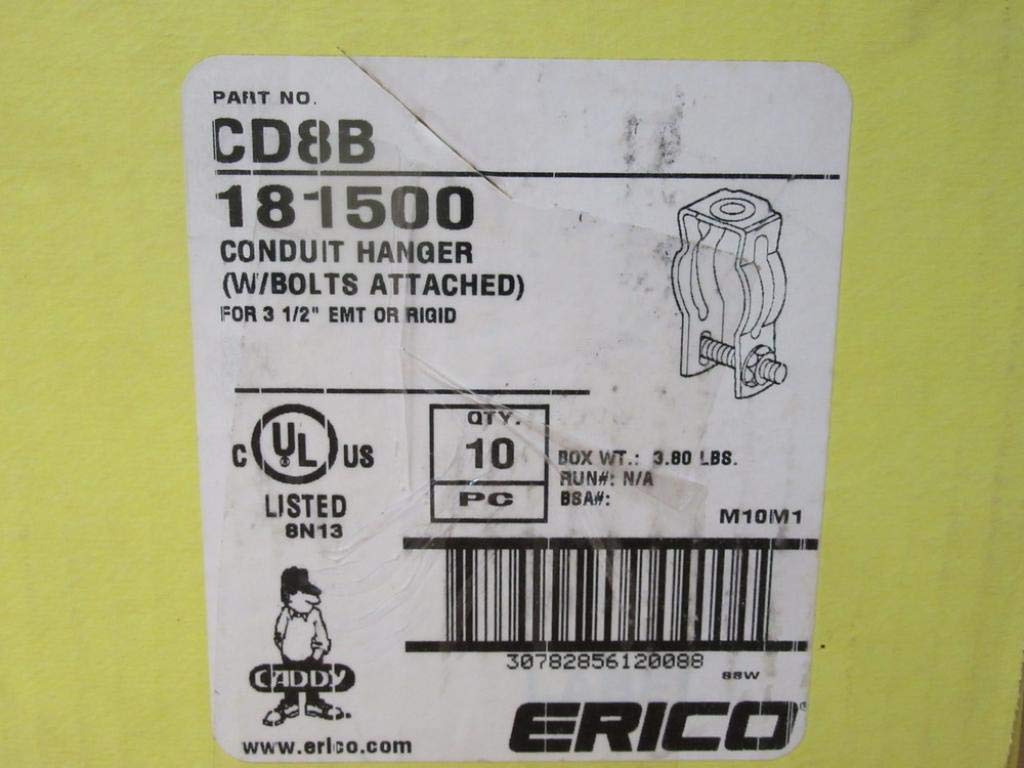 PART NO.
CD8B
181500
CONDUIT HANGER
(W/BOLTS ATTACHED)
FOR 3 1/2" EMT OR RIGID
C UL® US
LISTED
8N13
QTY.
10
PC
BOX WT.: 3.80 LBS.
RUN#: N/A
BSA#:
M10M1
30782856120088
88W
CADDY
www.erico.com
ERICO®